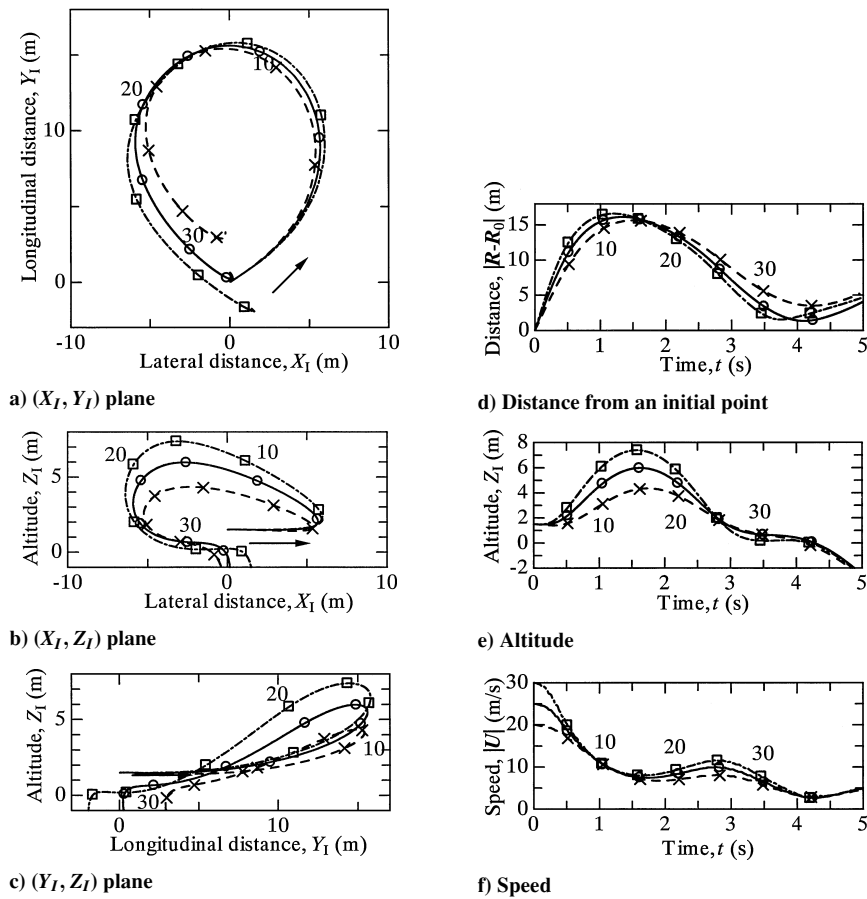 Longitudinal distance, Y_I (m)
10
0
20
10
30
-10 0 10
Lateral distance, X_I (m)
a) (X_I, Y_I) plane
Altitude, Z_I (m)
5
0
20
10
30
-10 0 10
Lateral distance, X_I (m)
b) (X_I, Z_I) plane
Altitude, Z_I (m)
5
0
20
10
30
0 10
Longitudinal distance, Y_I (m)
c) (Y_I, Z_I) plane
Distance, |R-R_0| (m)
15
10
5
0
10
20
30
0 1 2 3 4 5
Time, t (s)
d) Distance from an initial point
Altitude, Z_I (m)
8
6
4
2
0
-2
10
20
30
0 1 2 3 4 5
Time, t (s)
e) Altitude
Speed, |U| (m/s)
30
20
10
0
10
20
30
0 1 2 3 4 5
Time, t (s)
f) Speed